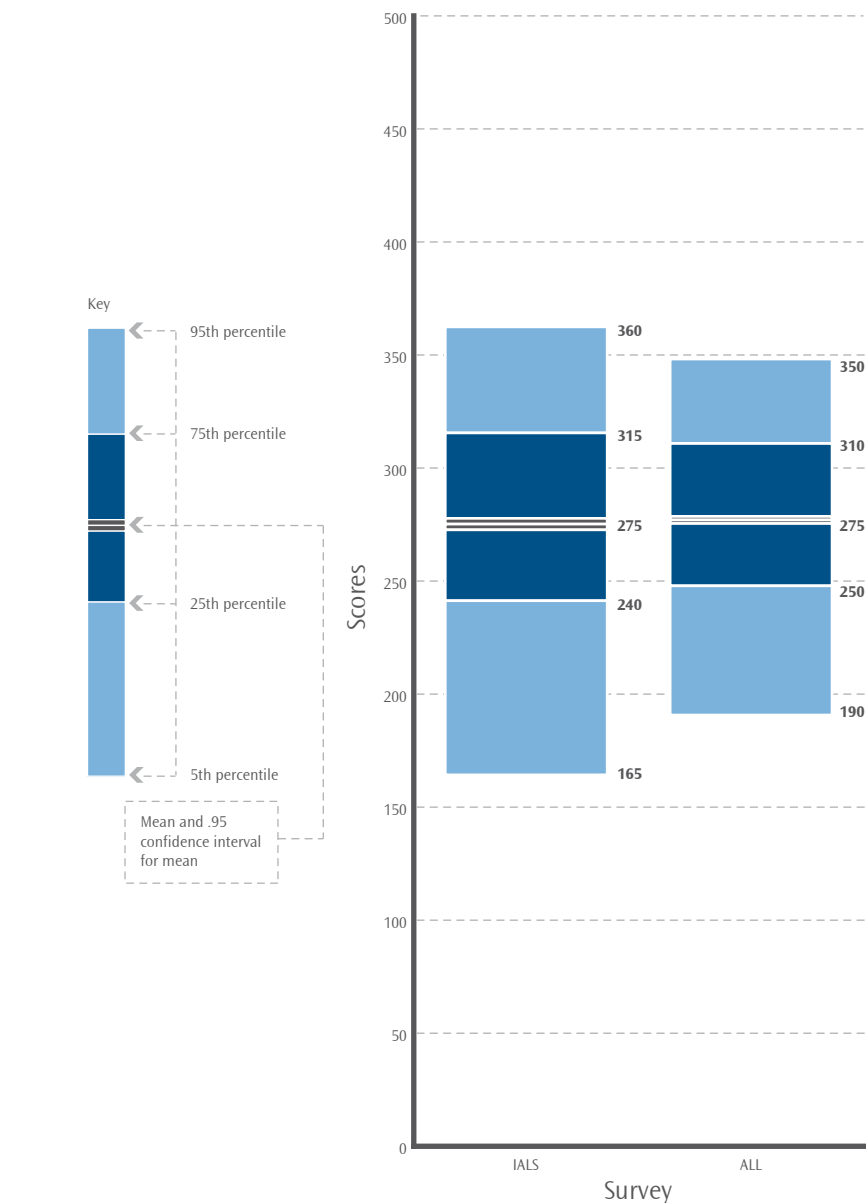 Key
95th percentile
75th percentile
25th percentile
5th percentile
Mean and .95
confidence interval
for mean
Scores
500
450
400
350
300
250
200
150
100
50
0
360
315
275
240
165
350
310
275
250
190
IALS
ALL
Survey